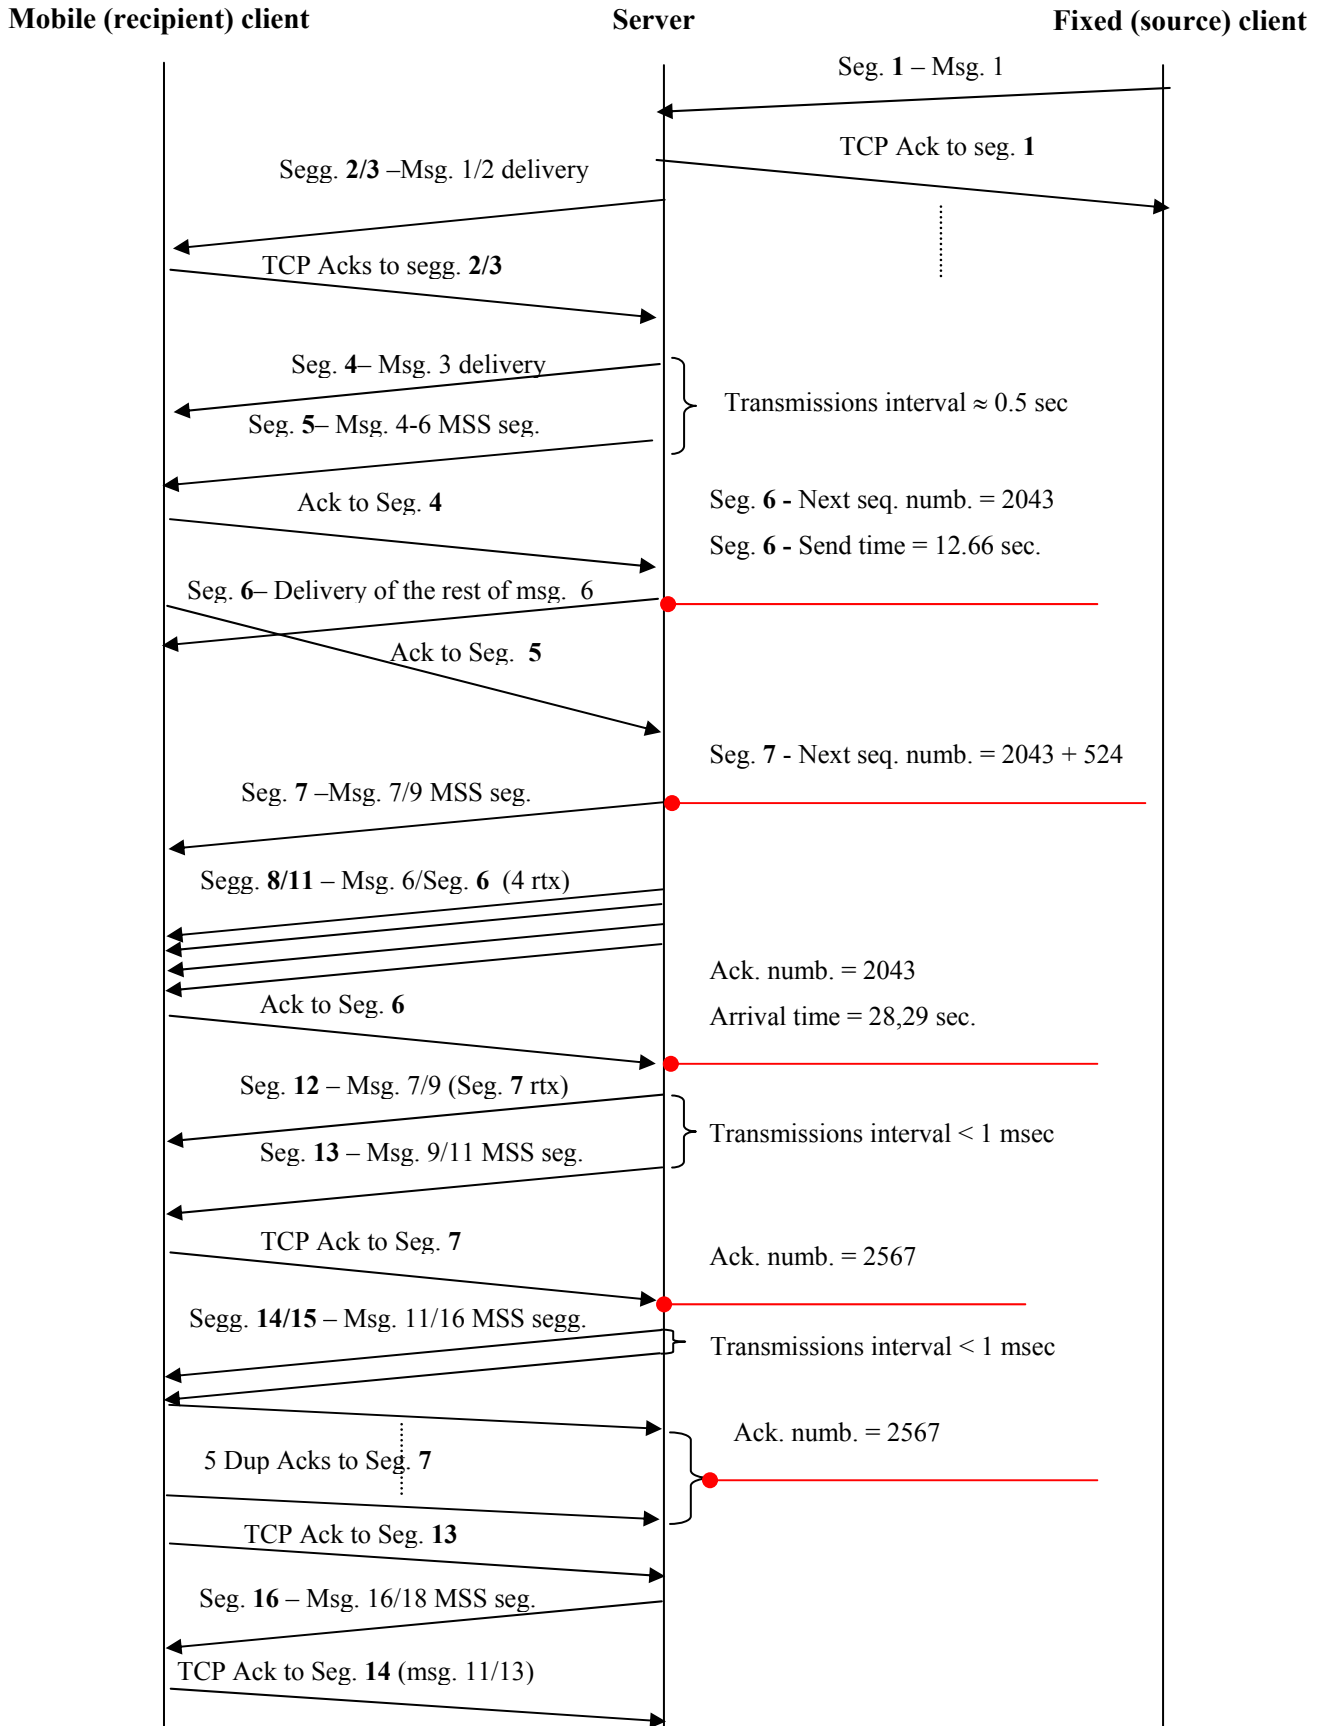 Mobile (recipient) client
Server
Fixed (source) client
Seg. 1 – Msg. 1
TCP Ack to seg. 1
Segg. 2/3 –Msg. 1/2 delivery
TCP Acks to segg. 2/3
Seg. 4– Msg. 3 delivery
Transmissions interval ≈ 0.5 sec
Seg. 5– Msg. 4-6 MSS seg.
Ack to Seg. 4
Seg. 6 - Next seq. numb. = 2043
Seg. 6 - Send time = 12.66 sec.
Seg. 6– Delivery of the rest of msg. 6
Ack to Seg. 5
Seg. 7 - Next seq. numb. = 2043 + 524
Seg. 7 –Msg. 7/9 MSS seg.
Segg. 8/11 – Msg. 6/Seg. 6 (4 rtx)
Ack. numb. = 2043
Ack to Seg. 6
Arrival time = 28,29 sec.
Seg. 12 – Msg. 7/9 (Seg. 7 rtx)
Transmissions interval < 1 msec
Seg. 13 – Msg. 9/11 MSS seg.
TCP Ack to Seg. 7
Ack. numb. = 2567
Segg. 14/15 – Msg. 11/16 MSS segg.
Transmissions interval < 1 msec
Ack. numb. = 2567
5 Dup Acks to Seg. 7
TCP Ack to Seg. 13
Seg. 16 – Msg. 16/18 MSS seg.
TCP Ack to Seg. 14 (msg. 11/13)